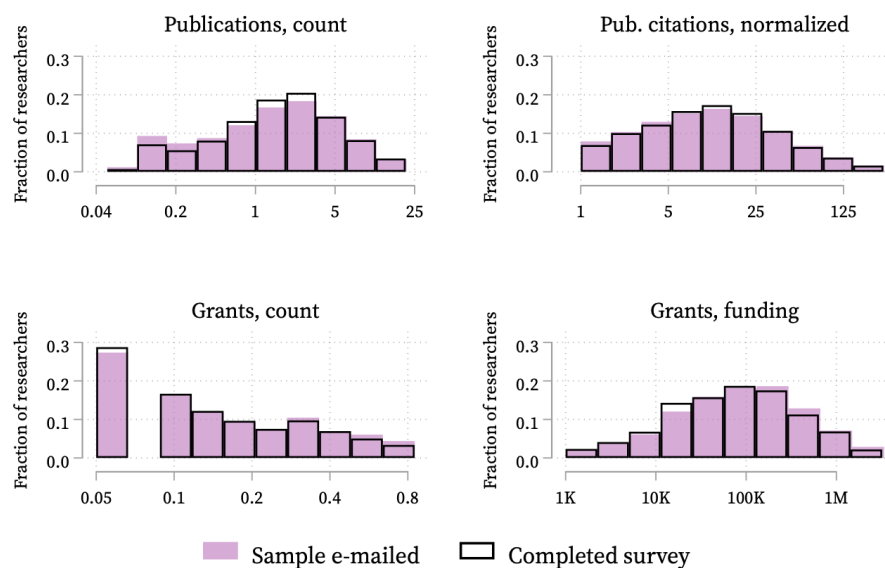 Publications, count
Fraction of researchers
0.3
0.2
0.1
0.0
0.04 0.2 1 5 25
Pub. citations, normalized
Fraction of researchers
0.3
0.2
0.1
0.0
1 5 25 125
Grants, count
Fraction of researchers
0.3
0.2
0.1
0.0
0.05 0.1 0.2 0.4 0.8
Grants, funding
Fraction of researchers
0.3
0.2
0.1
0.0
1K 10K 100K 1M
Sample e-mailed Completed survey